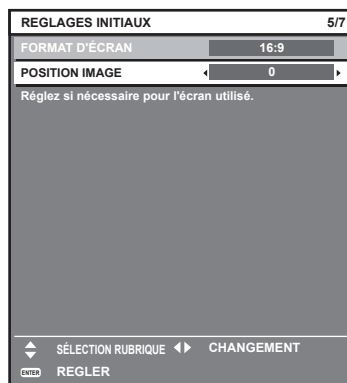 REGLAGES INITIAUX 5/7
FORMAT D'ÉCRAN 16:9
POSITION IMAGE 0
Réglez si nécessaire pour l'écran utilisé.
SÉLECTION RUBRIQUE CHANGEMENT
ENTER REGLER